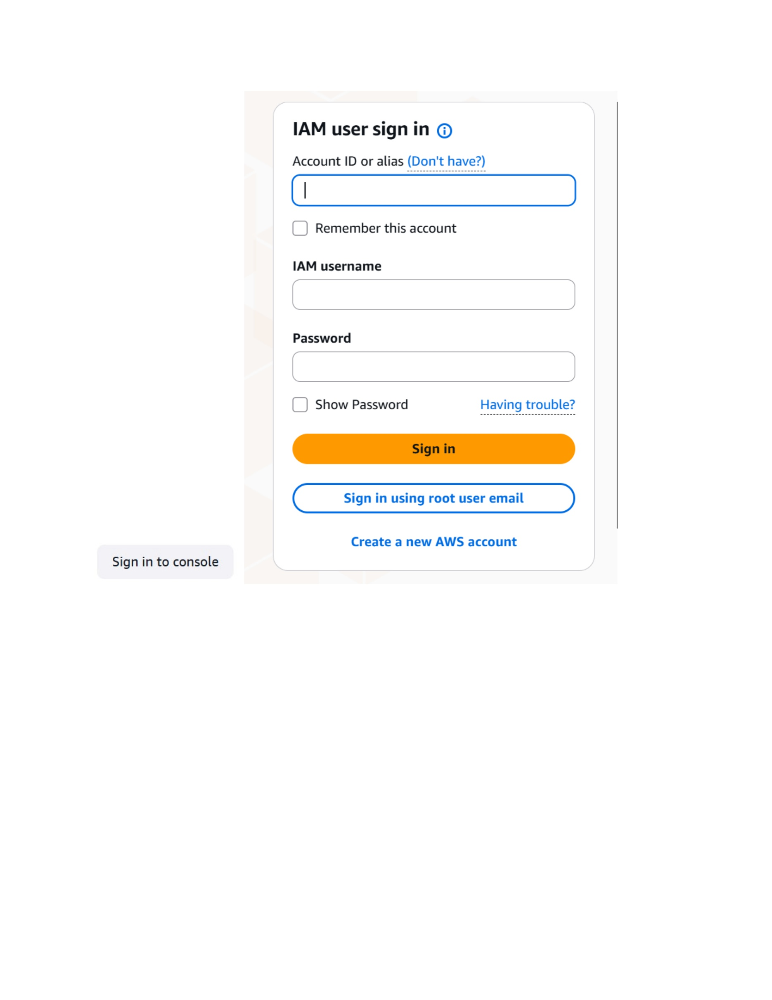 IAM user sign in
Account ID or alias (Don't have?)
Remember this account
IAM username
Password
Show Password Having trouble?
Sign in
Sign in using root user email
Create a new AWS account
Sign in to console